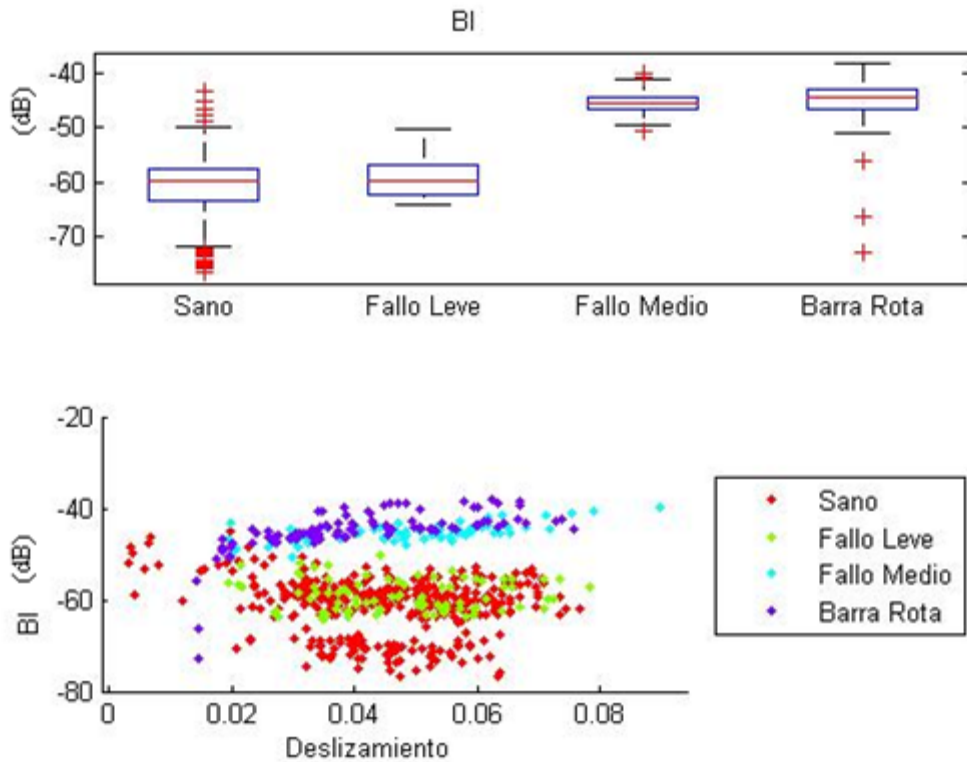 BI
(dB)
-40
-50
-60
-70
Sano
Fallo Leve
Fallo Medio
Barra Rota
BI (dB)
-20
-40
-60
-80
0
0.02
0.04
0.06
0.08
Deslizamiento
Sano
Fallo Leve
Fallo Medio
Barra Rota